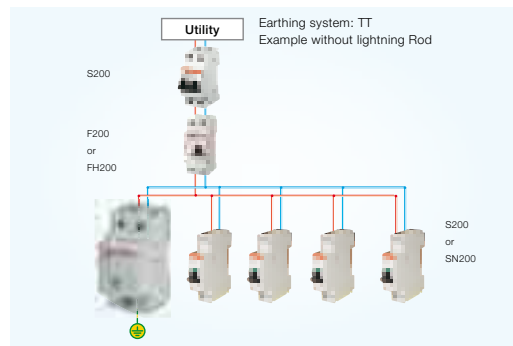 Utility
Earthing system: TT
Example without lightning Rod
S200
F200
or
FH200
S200
or
SN200